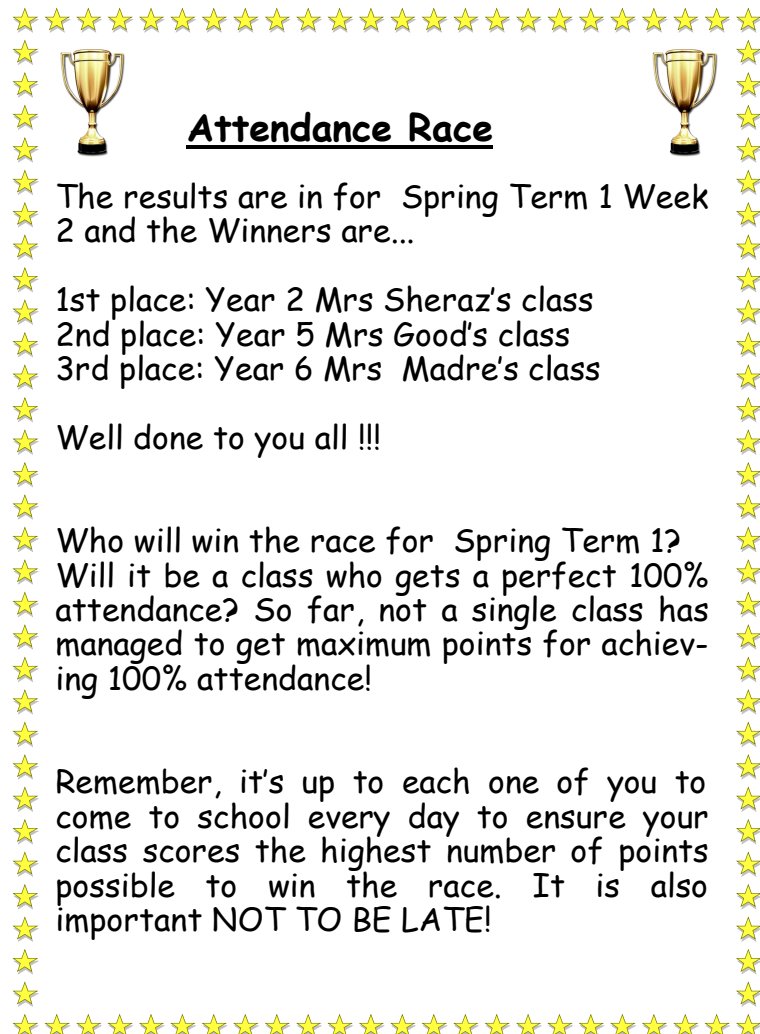 Attendance Race
The results are in for Spring Term 1 Week
2 and the Winners are...
1st place: Year 2 Mrs Sheraz's class
2nd place: Year 5 Mrs Good's class
3rd place: Year 6 Mrs Madre's class
Well done to you all !!!
Who will win the race for Spring Term 1?
Will it be a class who gets a perfect 100%
attendance? So far, not a single class has
managed to get maximum points for achiev-
ing 100% attendance!
Remember, it's up to each one of you to
come to school every day to ensure your
class scores the highest number of points
possible to win the race. It is also
important NOT TO BE LATE!